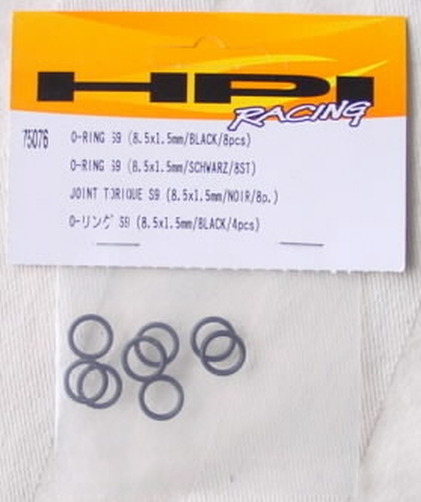 HPI
RACING
75076
O-RING S9 (8.5x1.5mm/BLACK/8pcs)
O-RING S9 (8.5x1.5mm/SCHWARZ/8ST)
JOINT TORIQUE S9 (8.5x1.5mm/NOIR/8p.)
O-リング S9 (8.5x1.5mm/BLACK/4pcs)